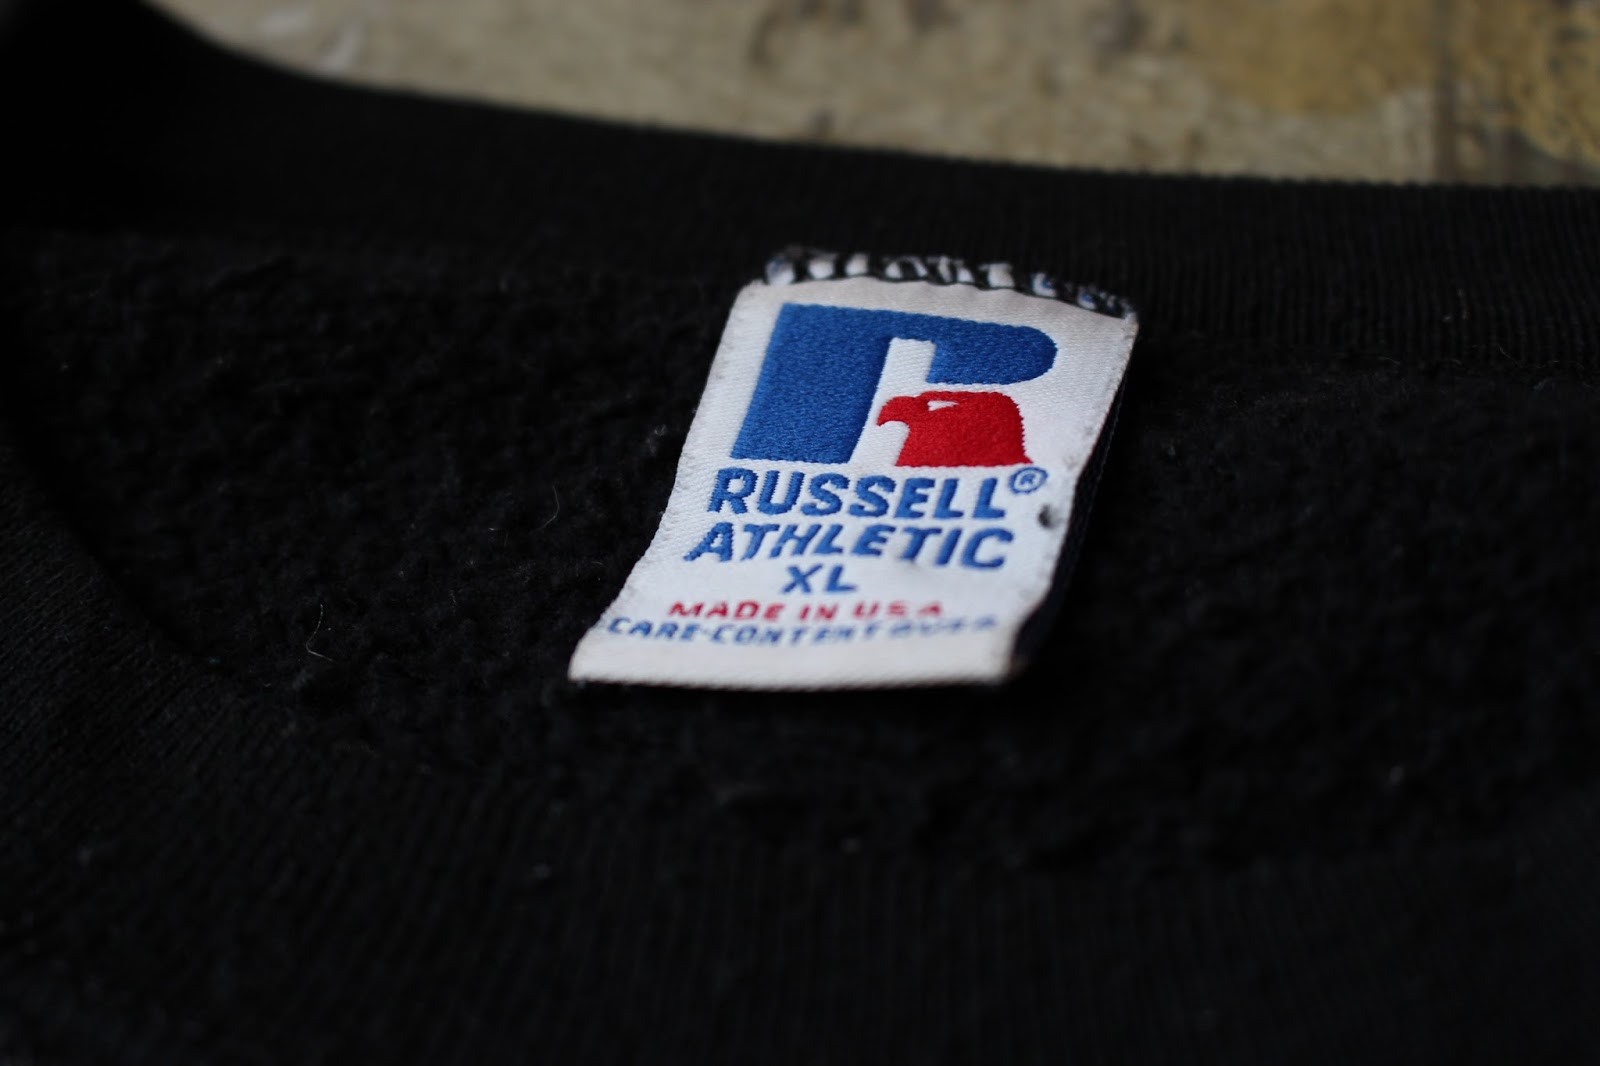 R
RUSSELL®
ATHLETIC
XL
MADE IN USA
CARE-CONTENT OVER